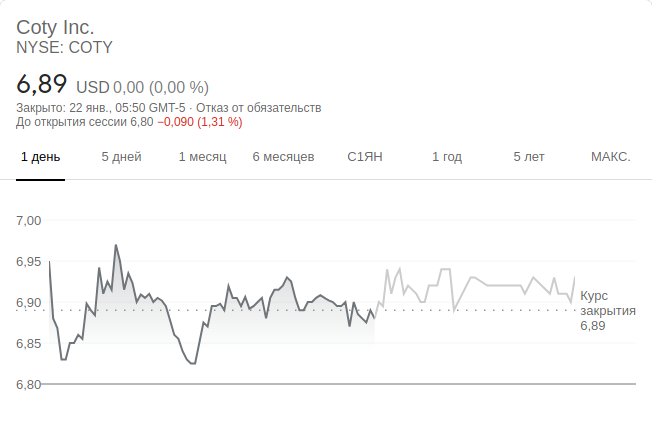 Coty Inc.
NYSE: COTY
6,89 USD 0,00 (0,00 %)
Закрыто: 22 янв., 05:50 GMT-5 · Отказ от обязательств
До открытия сессии 6,80 −0,090 (1,31 %)
1 день 5 дней 1 месяц 6 месяцев С1ЯН 1 год 5 лет МАКС.
7,00
6,95
6,90
6,85
6,80
Курс
закрытия
6,89